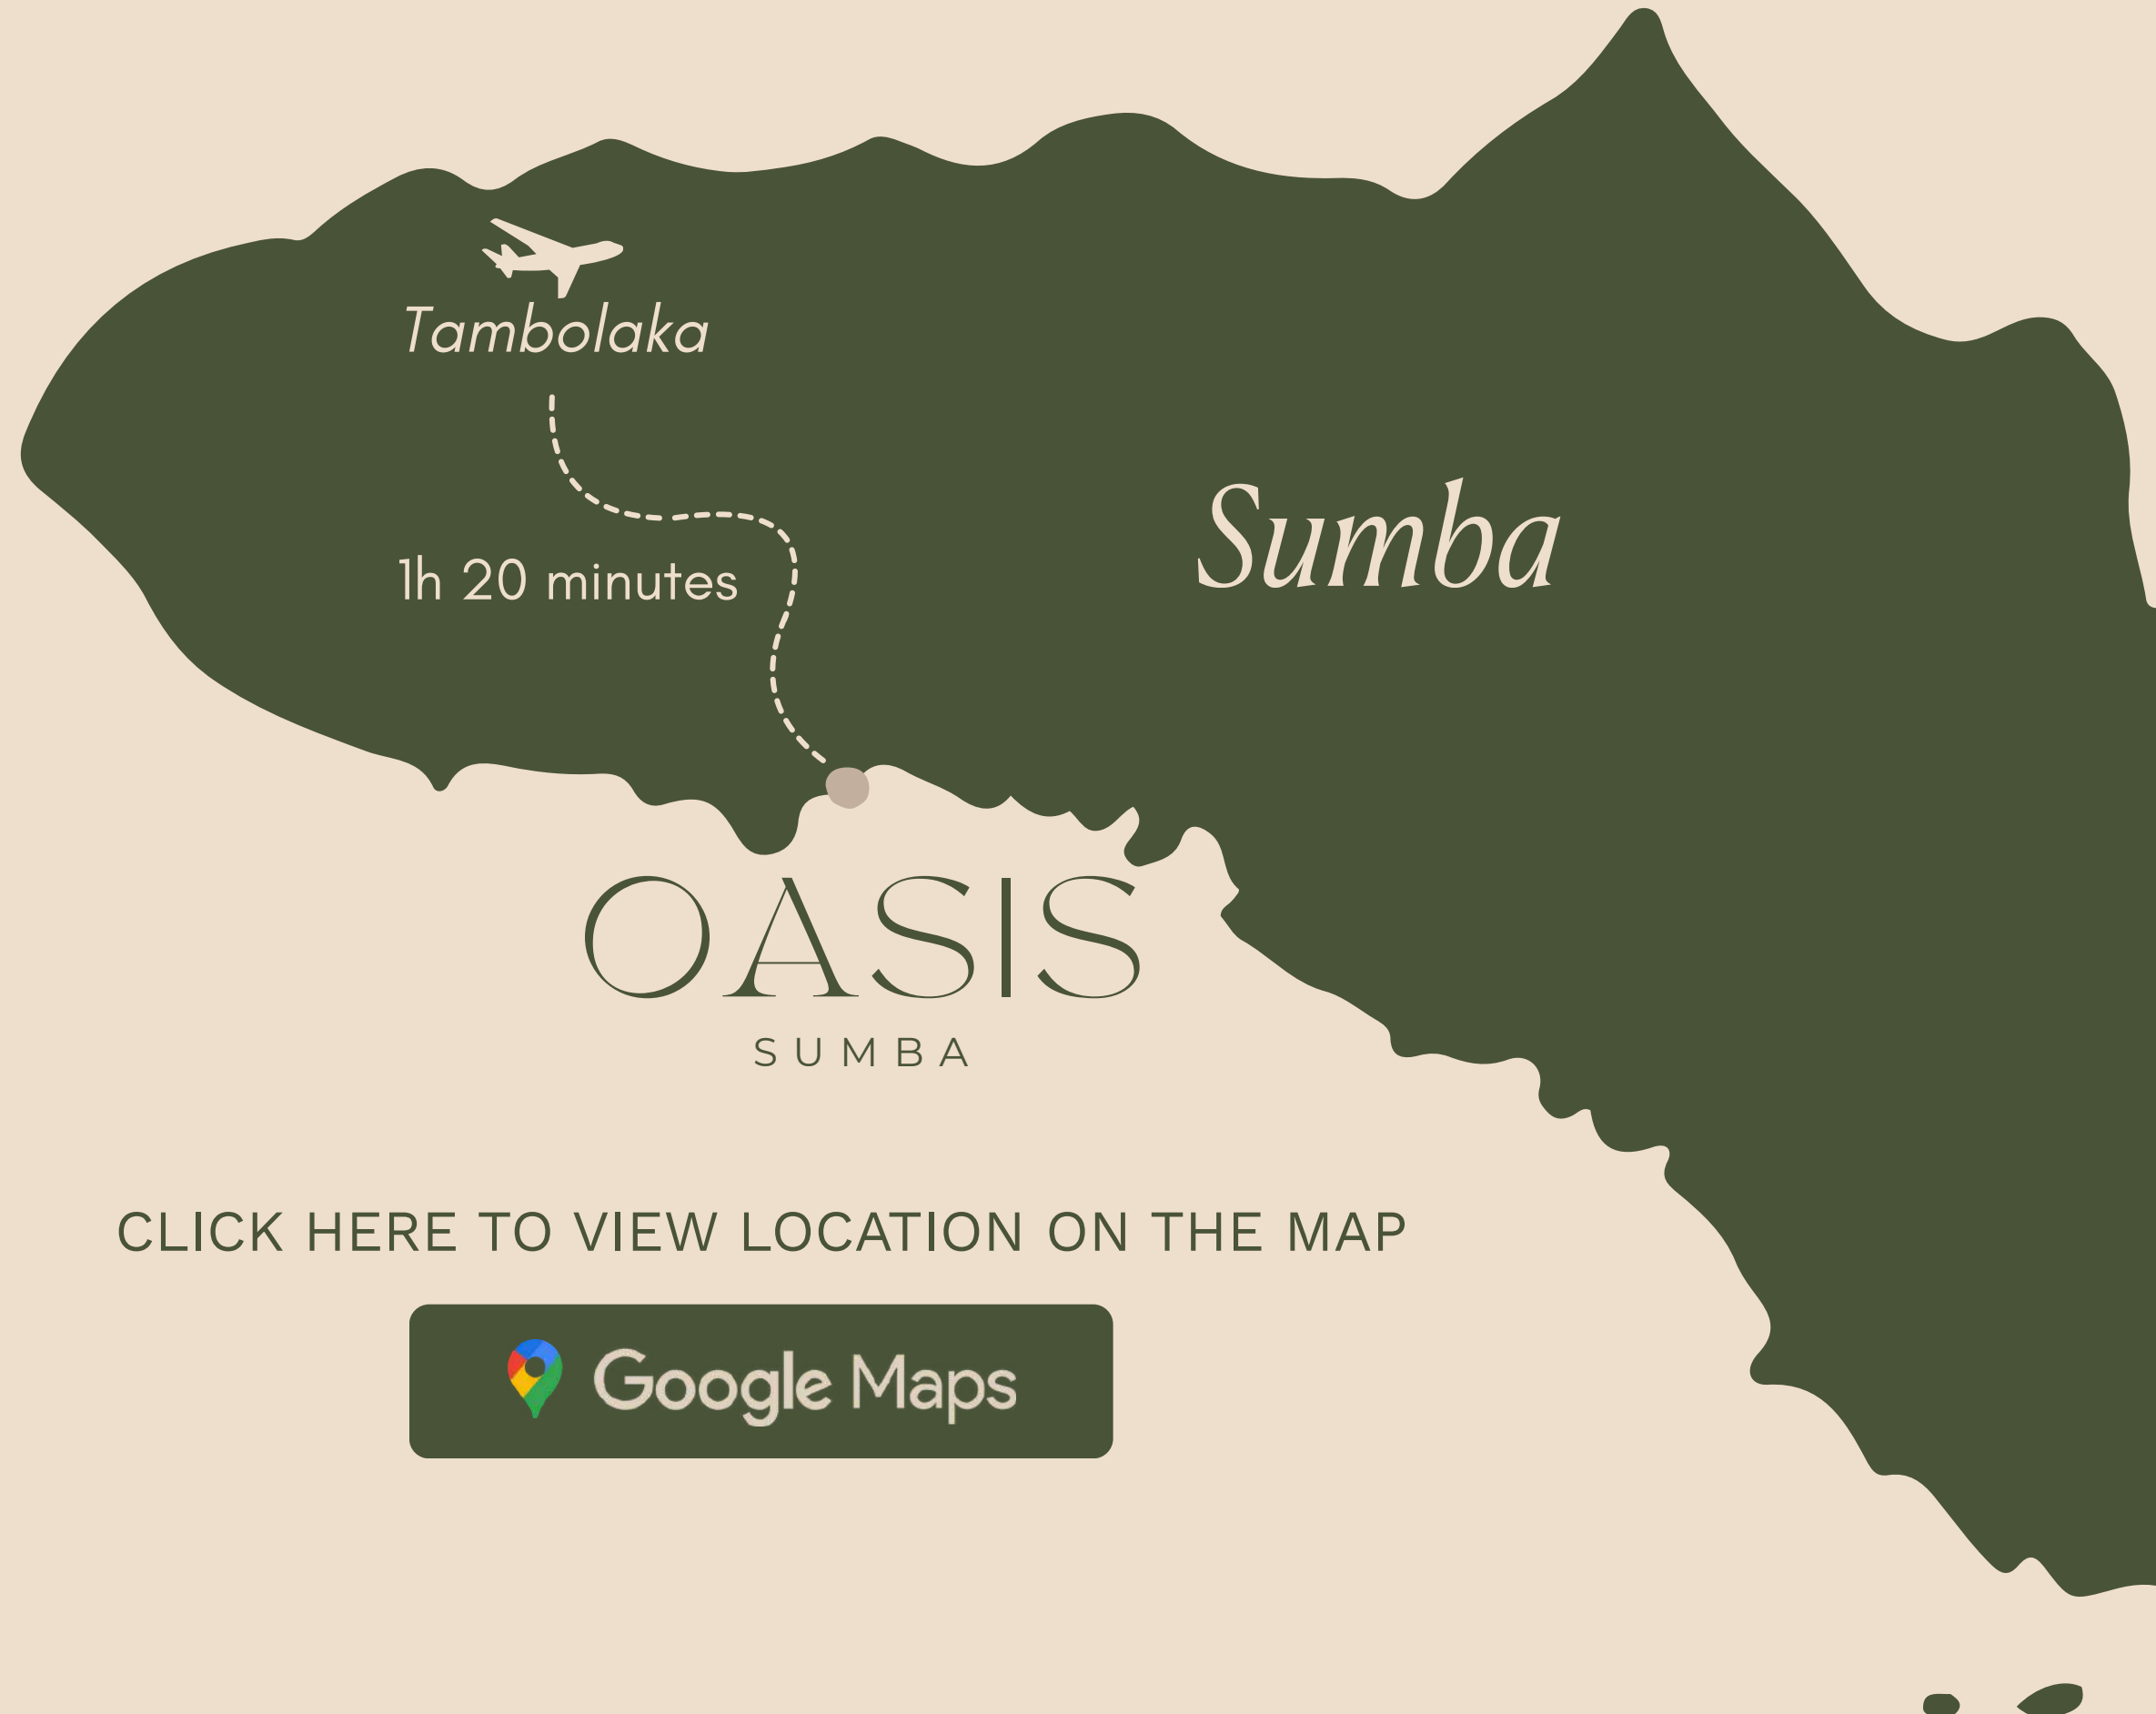 Tambolaka
Sumba
1h 20 minutes
OASIS
SUMBA
CLICK HERE TO VIEW LOCATION ON THE MAP
Google Maps